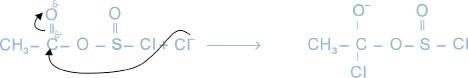 δ- O− O
O δ+ O
CH3 – C – O – S – Cl + Cl− ⟶ CH3 – C – O – S – Cl
Cl